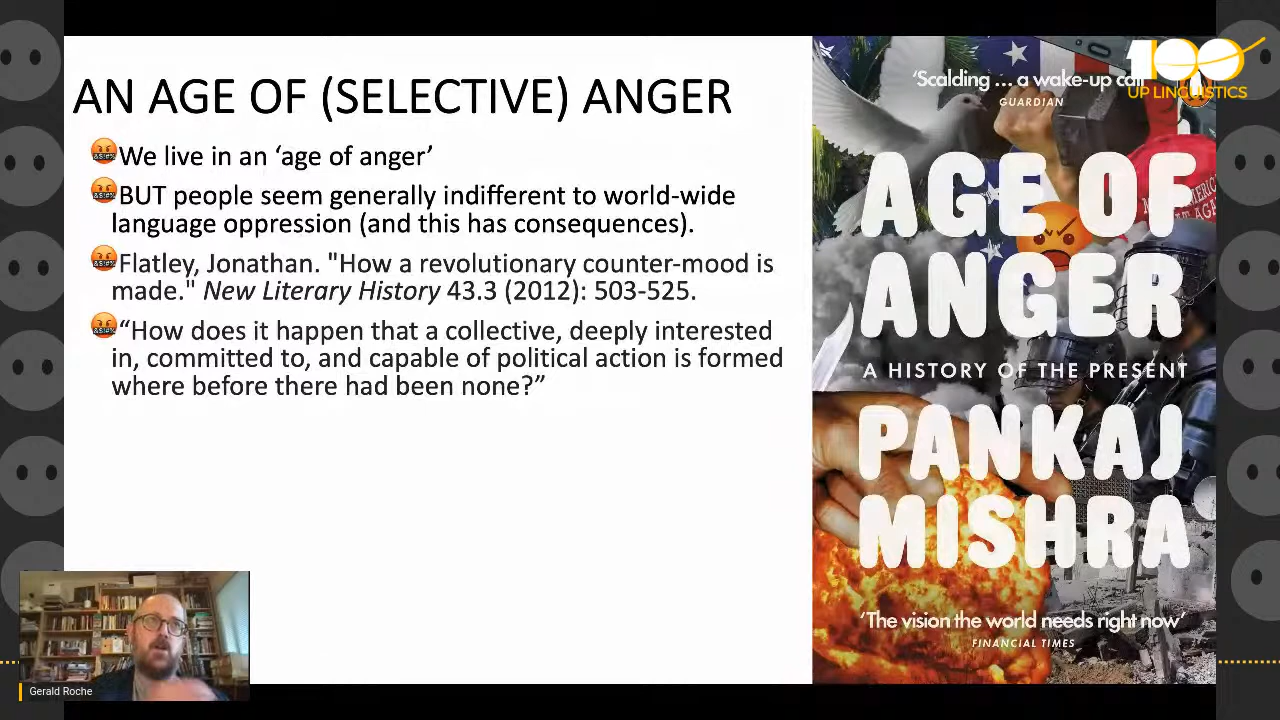 AN AGE OF (SELECTIVE) ANGER
We live in an ‘age of anger’
BUT people seem generally indifferent to world-wide
language oppression (and this has consequences).
Flatley, Jonathan. "How a revolutionary counter-mood is
made." New Literary History 43.3 (2012): 503-525.
“How does it happen that a collective, deeply interested
in, committed to, and capable of political action is formed
where before there had been none?”
‘Scalding ... a wake-up call
GUARDIAN
100
UP LINGUISTICS
AGE OF
ANGER
A HISTORY OF THE PRESENT
PANKAJ
MISHRA
‘The vision the world needs right now’
FINANCIAL TIMES
Gerald Roche